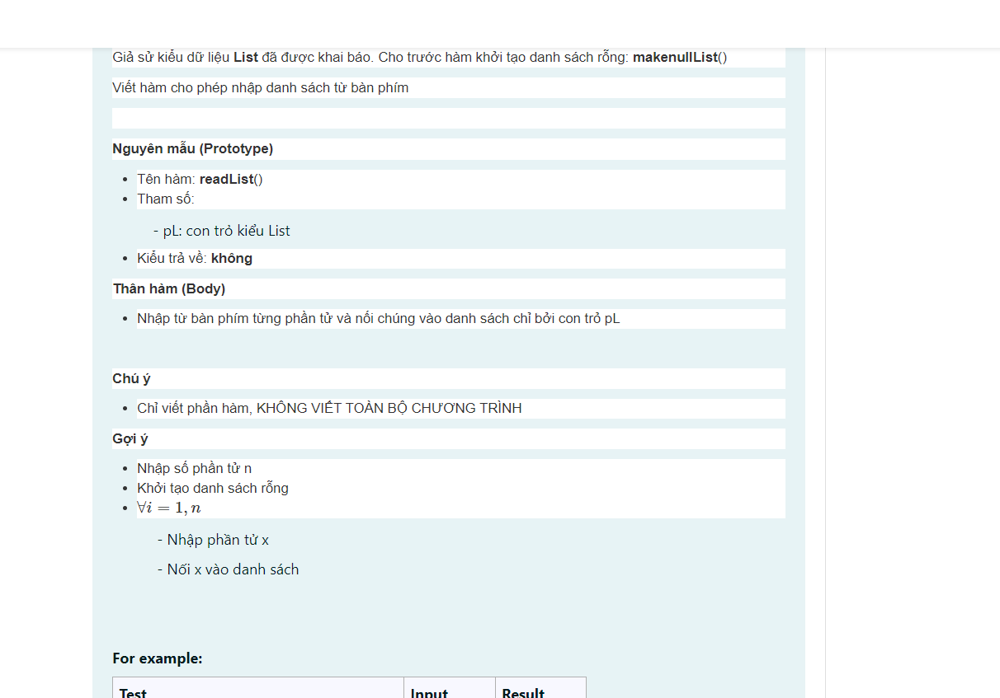 Giả sử kiểu dữ liệu List đã được khai báo. Cho trước hàm khởi tạo danh sách rỗng: makenullList()
Viết hàm cho phép nhập danh sách từ bàn phím
Nguyên mẫu (Prototype)
• Tên hàm: readList()
• Tham số:
- pL: con trỏ kiểu List
• Kiểu trả về: không
Thân hàm (Body)
• Nhập từ bàn phím từng phần tử và nối chúng vào danh sách chỉ bởi con trỏ pL
Chú ý
• Chỉ viết phần hàm, KHÔNG VIẾT TOÀN BỘ CHƯƠNG TRÌNH
Gợi ý
• Nhập số phần tử n
• Khởi tạo danh sách rỗng
• ∀i = 1, n
- Nhập phần tử x
- Nối x vào danh sách
For example:
Test Input Result